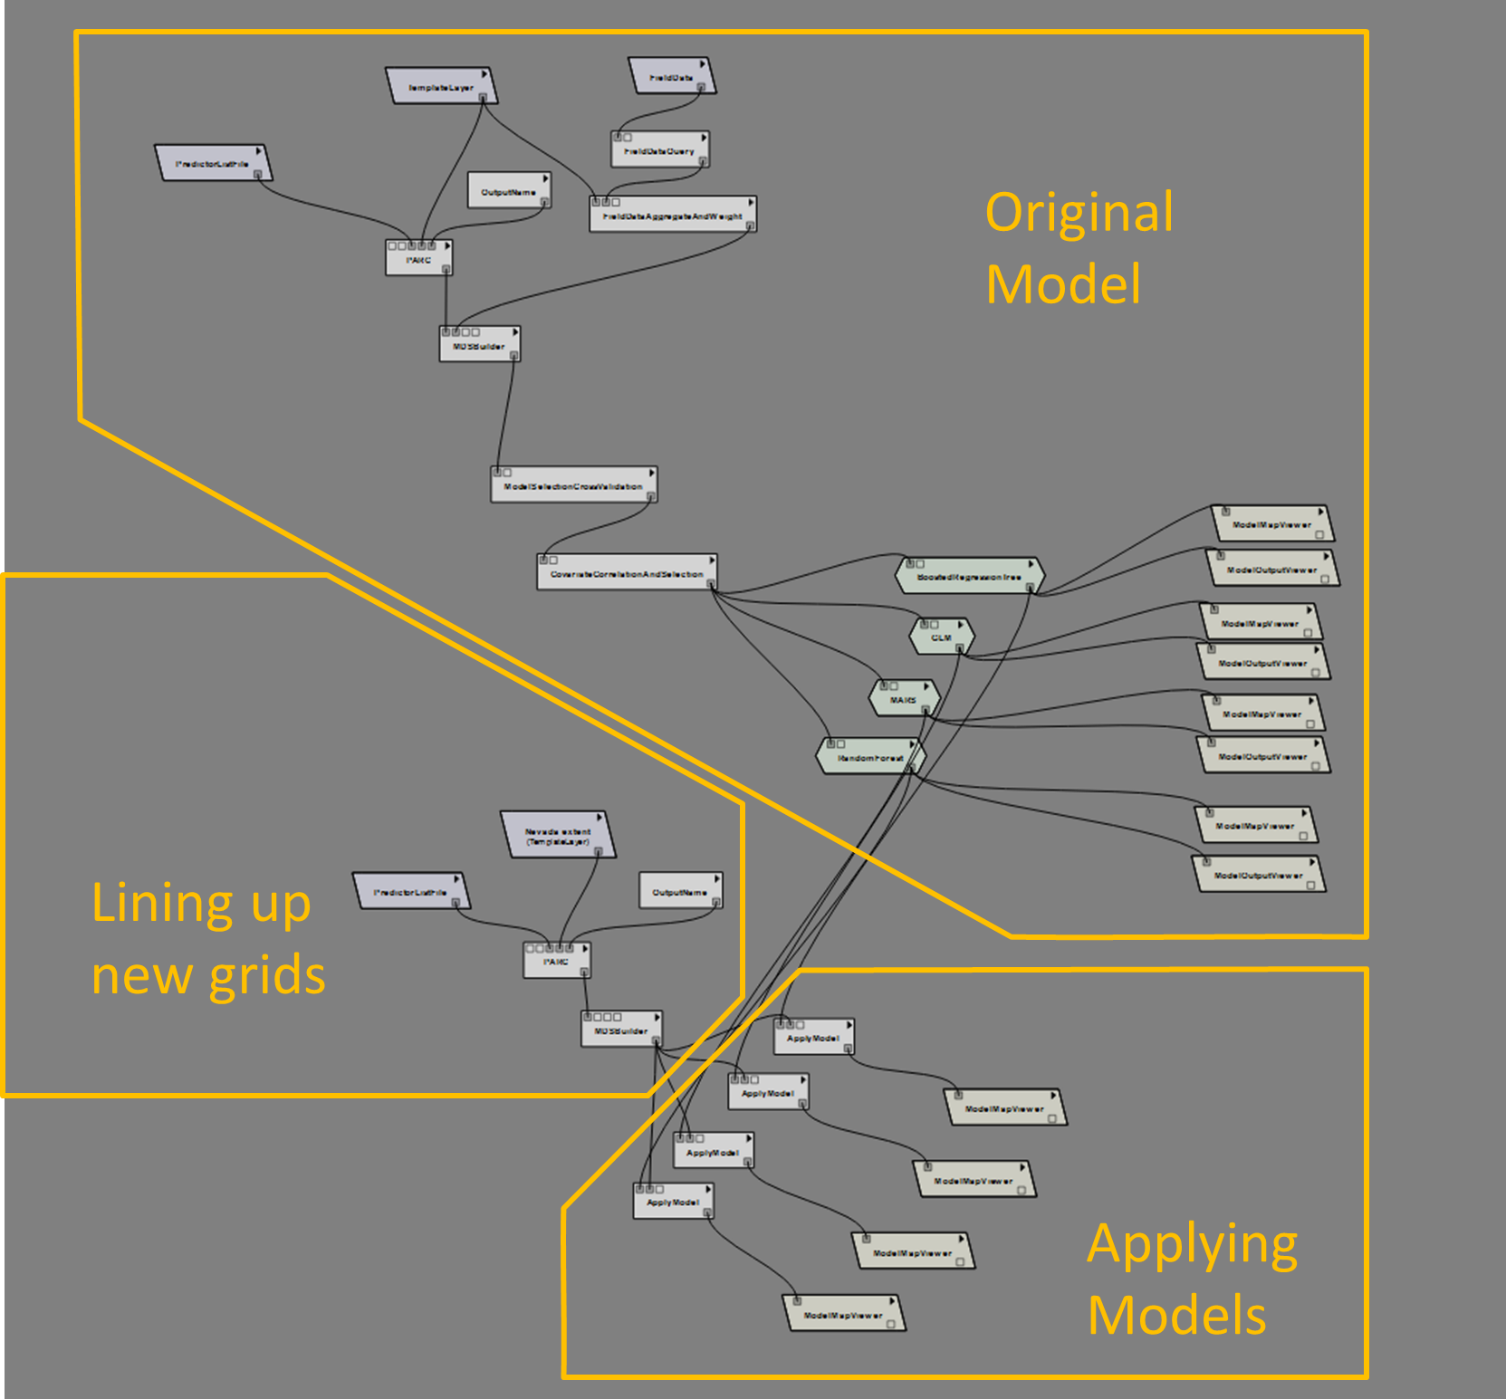 TemplateLayer
FieldData
PredictorListFile
FieldDataQuery
OutputName
FieldDataAggregateAndWeight
PARC
MDSBuilder
Original
Model
ModelSelectionCrossValidation
CovariateCorrelationAndSelection
BoostedRegressionTree
GLM
MARS
RandomForest
ModelMapViewer
ModelOutputViewer
ModelMapViewer
ModelOutputViewer
ModelMapViewer
ModelOutputViewer
ModelMapViewer
ModelOutputViewer
Lining up
new grids
Nevada extent
(TemplateLayer)
PredictorListFile
OutputName
PARC
MDSBuilder
ApplyModel
ModelMapViewer
ApplyModel
ModelMapViewer
ApplyModel
ModelMapViewer
ApplyModel
ModelMapViewer
Applying
Models